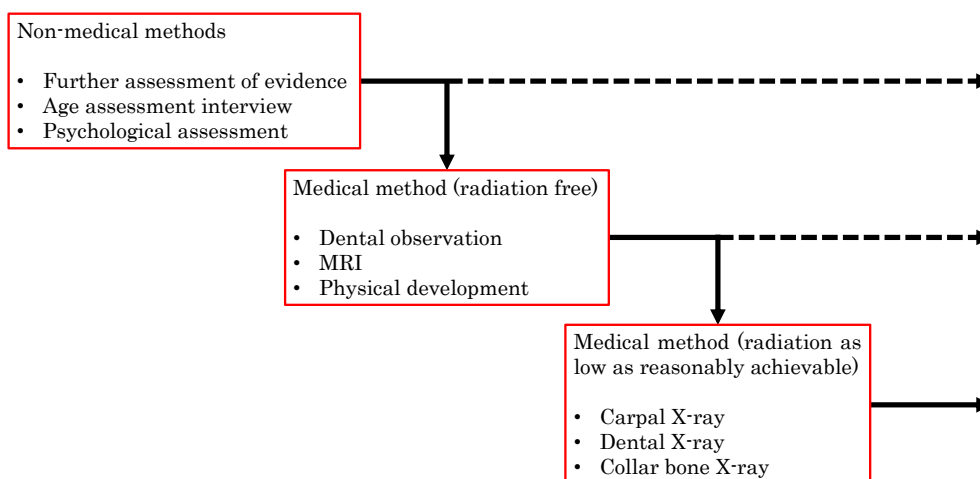 Non-medical methods
• Further assessment of evidence
• Age assessment interview
• Psychological assessment
Medical method (radiation free)
• Dental observation
• MRI
• Physical development
Medical method (radiation as
low as reasonably achievable)
• Carpal X-ray
• Dental X-ray
• Collar bone X-ray